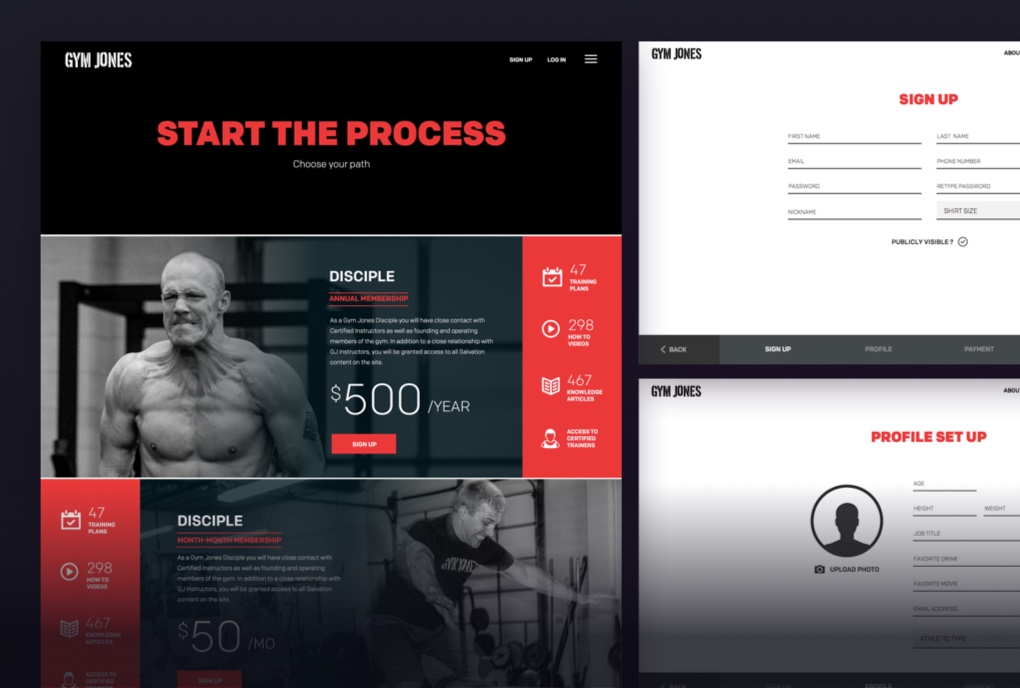 GYM JONES
SIGN UP LOG IN
START THE PROCESS
Choose your path
DISCIPLE
ANNUAL MEMBERSHIP
As a Gym Jones Disciple you will have close contact with
Certified Instructors as well as founding and operating
members of the gym. In addition to a close relationship with
GJ instructors, you will be granted access to all Salvation
content on the site.
$500 /YEAR
SIGN UP
47
TRAINING
PLANS
298
HOW TO
VIDEOS
467
KNOWLEDGE
ARTICLES
ACCESS TO
CERTIFIED
TRAINERS
47
TRAINING
PLANS
298
HOW TO
VIDEOS
467
KNOWLEDGE
ARTICLES
ACCESS TO
CERTIFIED
TRAINERS
DISCIPLE
MONTH-MONTH MEMBERSHIP
As a Gym Jones Disciple you will have close contact with
Certified Instructors as well as founding and operating
members of the gym. In addition to a close relationship with
GJ instructors, you will be granted access to all Salvation
content on the site.
$50 /MO
SIGN UP
GYM JONES
ABOU
SIGN UP
FIRST NAME LAST NAME
EMAIL PHONE NUMBER
PASSWORD RETYPE PASSWORD
NICKNAME SHIRT SIZE
PUBLICLY VISIBLE ?
BACK SIGN UP PROFILE PAYMENT
GYM JONES
ABOU
PROFILE SET UP
AGE
HEIGHT WEIGHT
JOB TITLE
FAVORITE DRINK
FAVORITE MOVIE
EMAIL ADDRESS
ATHLETIC TYPE
UPLOAD PHOTO
BACK SIGN UP PROFILE PAYMENT